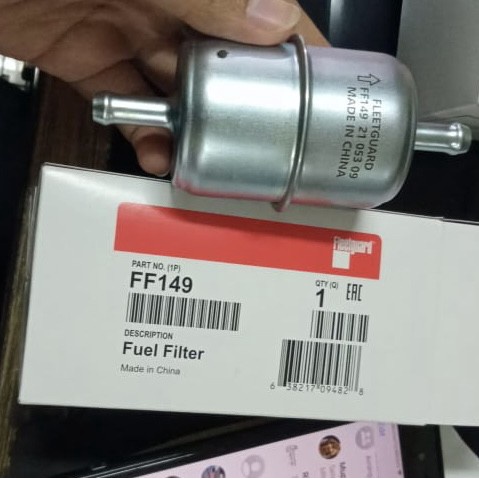 FLEETGUARD
FF149 21 053 09
MADE IN CHINA
Fleetguard
PART NO. (1P)
FF149
QTY (Q)
1 EAC
DESCRIPTION
Fuel Filter
Made in China
6 38217 09482 8